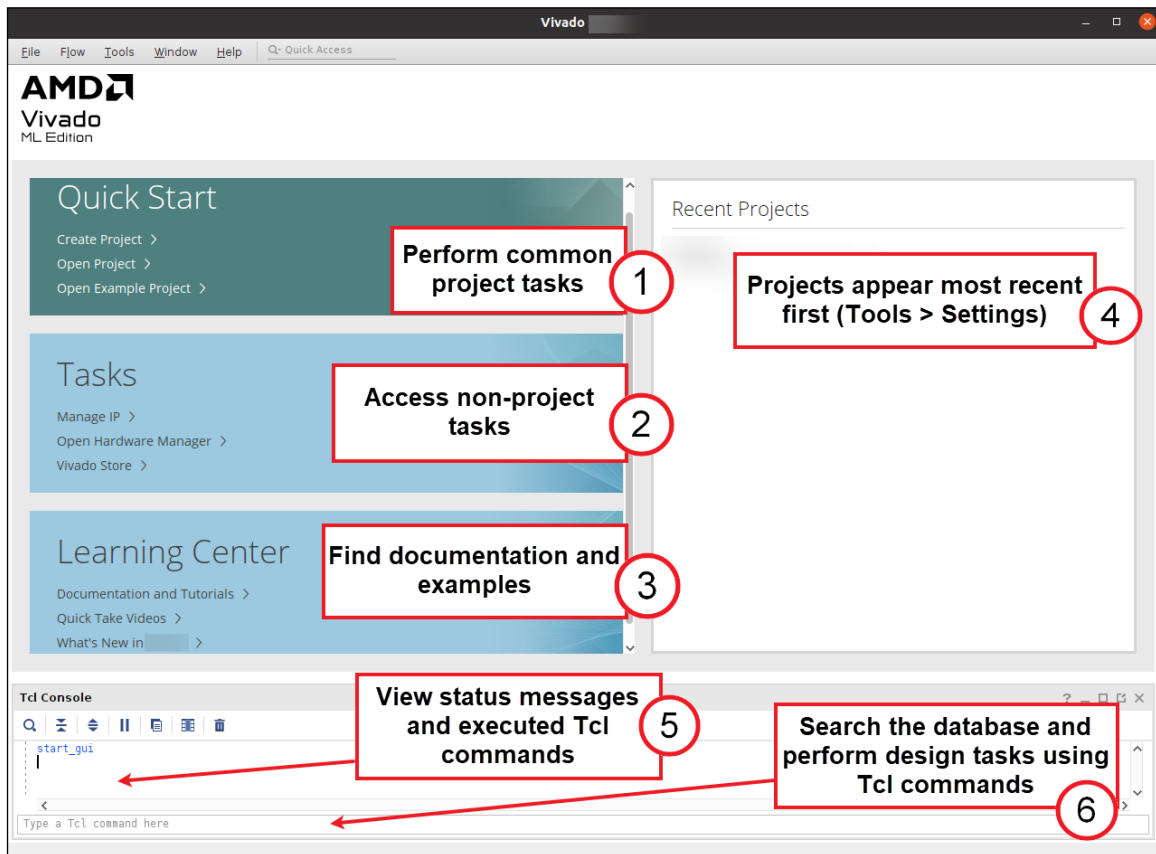 Vivado
File Flow Tools Window Help Quick Access
AMD
Vivado
ML Edition
Quick Start
Create Project >
Open Project >
Open Example Project >
Perform common
project tasks
1
Tasks
Manage IP >
Open Hardware Manager >
Vivado Store >
Access non-project
tasks
2
Learning Center
Documentation and Tutorials >
Quick Take Videos >
What's New in >
Find documentation and
examples
3
Recent Projects
Projects appear most recent
first (Tools > Settings)
4
Tcl Console
start_gui
Type a Tcl command here
View status messages
and executed Tcl
commands
5
Search the database and
perform design tasks using
Tcl commands
6